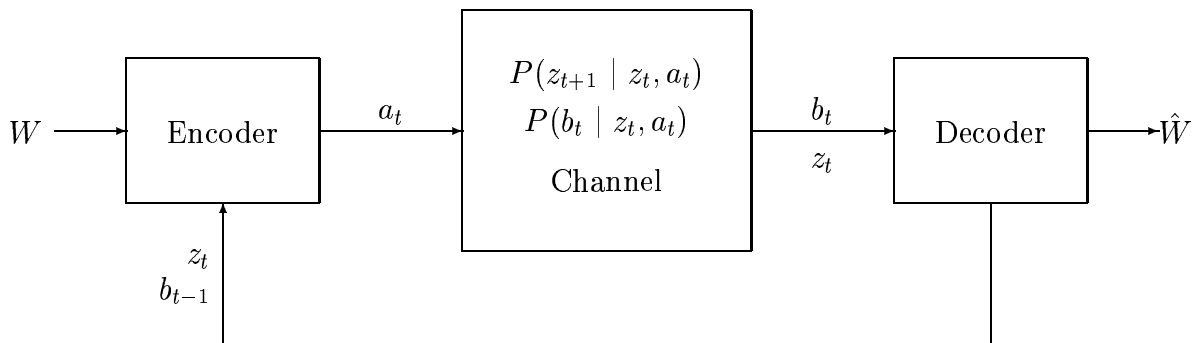 W
Encoder
a_t
P(z_{t+1} | z_t, a_t)
P(b_t | z_t, a_t)
Channel
b_t
z_t
Decoder
Ŵ
z_t
b_{t−1}